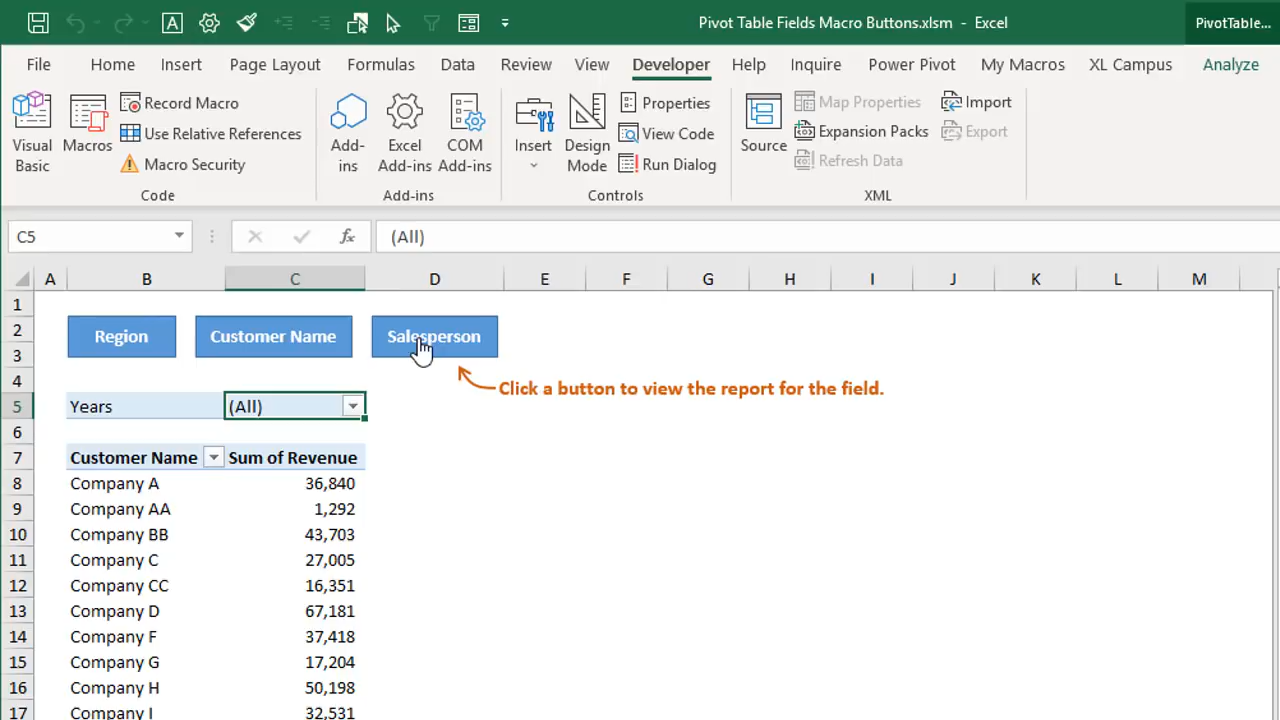 Pivot Table Fields Macro Buttons.xlsm - Excel
PivotTable...
File Home Insert Page Layout Formulas Data Review View Developer Help Inquire Power Pivot My Macros XL Campus Analyze
Visual Basic
Macros
Record Macro
Use Relative References
Macro Security
Code
Add-ins
Excel Add-ins
COM Add-ins
Add-ins
Insert
Design Mode
Properties
View Code
Run Dialog
Controls
Source
Map Properties
Expansion Packs
Refresh Data
Import
Export
XML
C5 fx (All)
A B C D E F G H I J K L M
1
2 Region Customer Name Salesperson
3
4 Click a button to view the report for the field.
5 Years (All)
6
7 Customer Name Sum of Revenue
8 Company A 36,840
9 Company AA 1,292
10 Company BB 43,703
11 Company C 27,005
12 Company CC 16,351
13 Company D 67,181
14 Company F 37,418
15 Company G 17,204
16 Company H 50,198
17 Company I 32,531